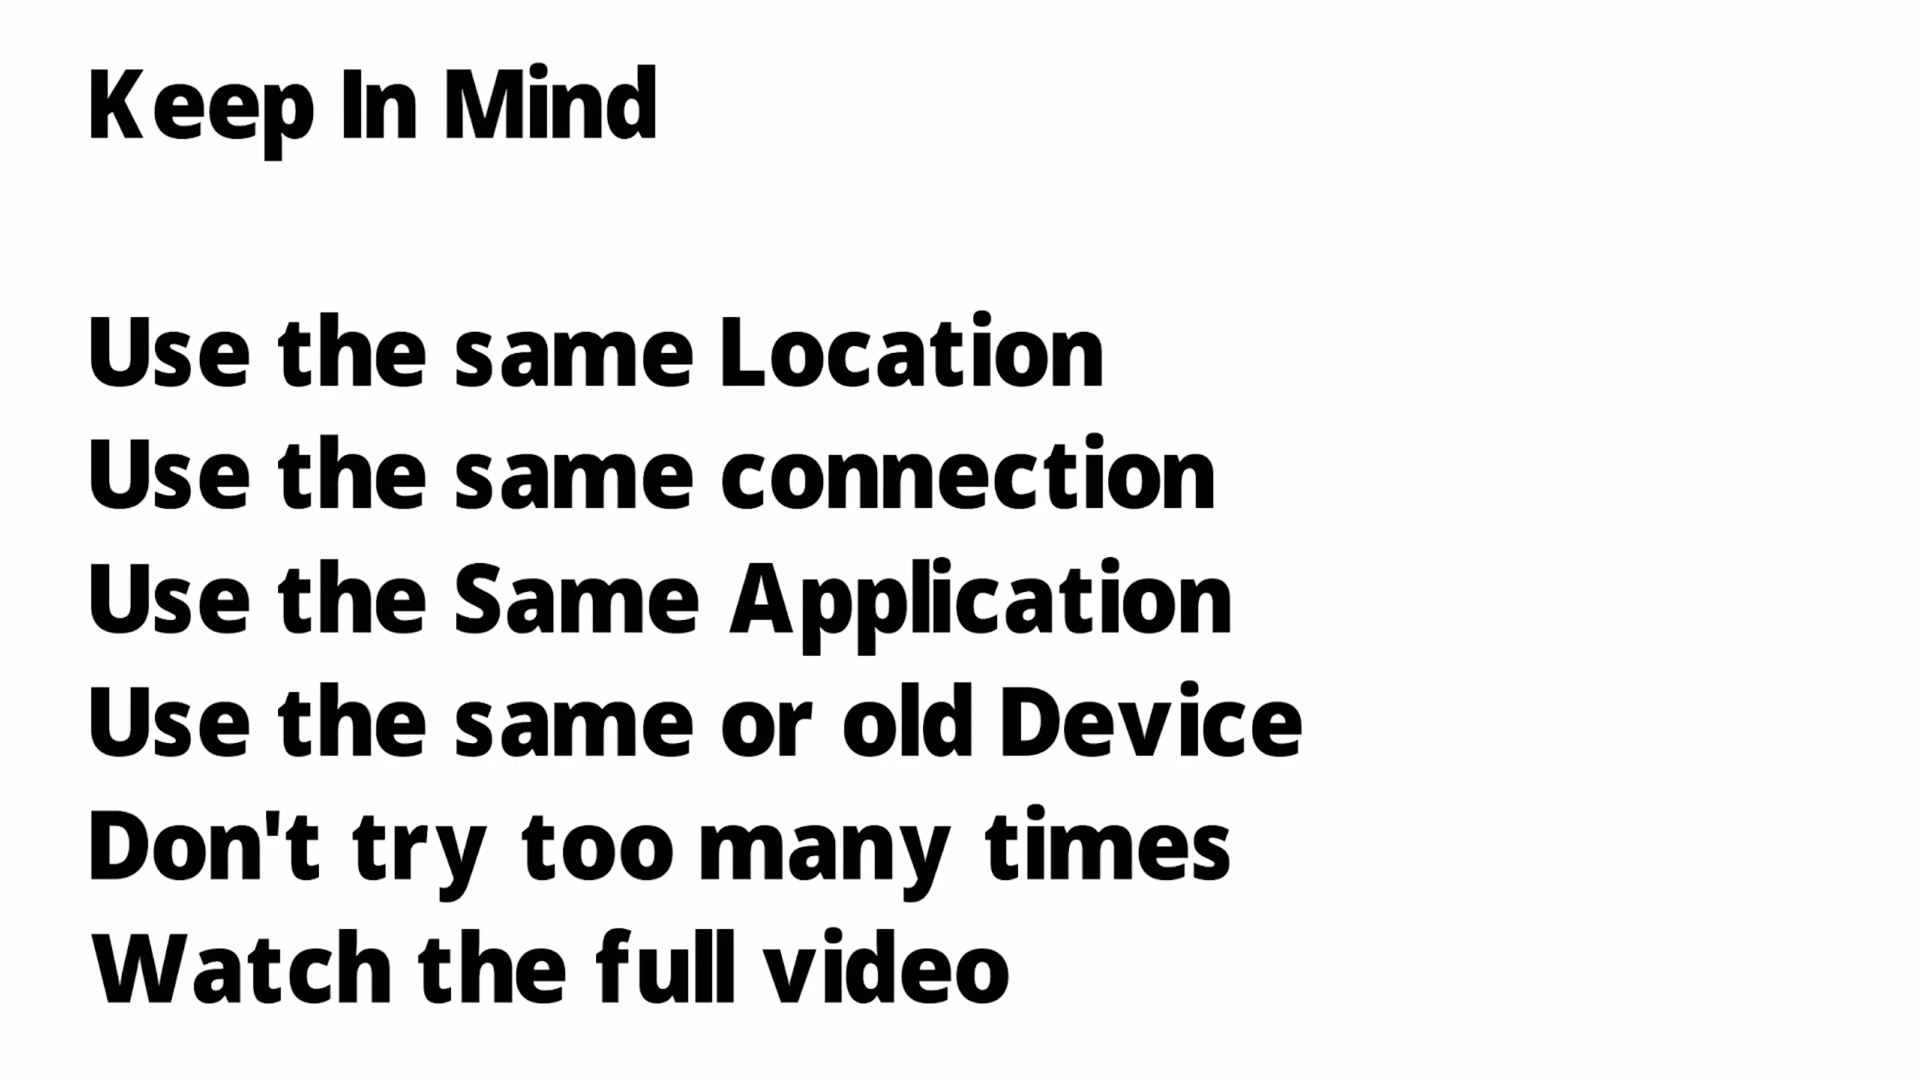 Keep In Mind
Use the same Location
Use the same connection
Use the Same Application
Use the same or old Device
Don't try too many times
Watch the full video